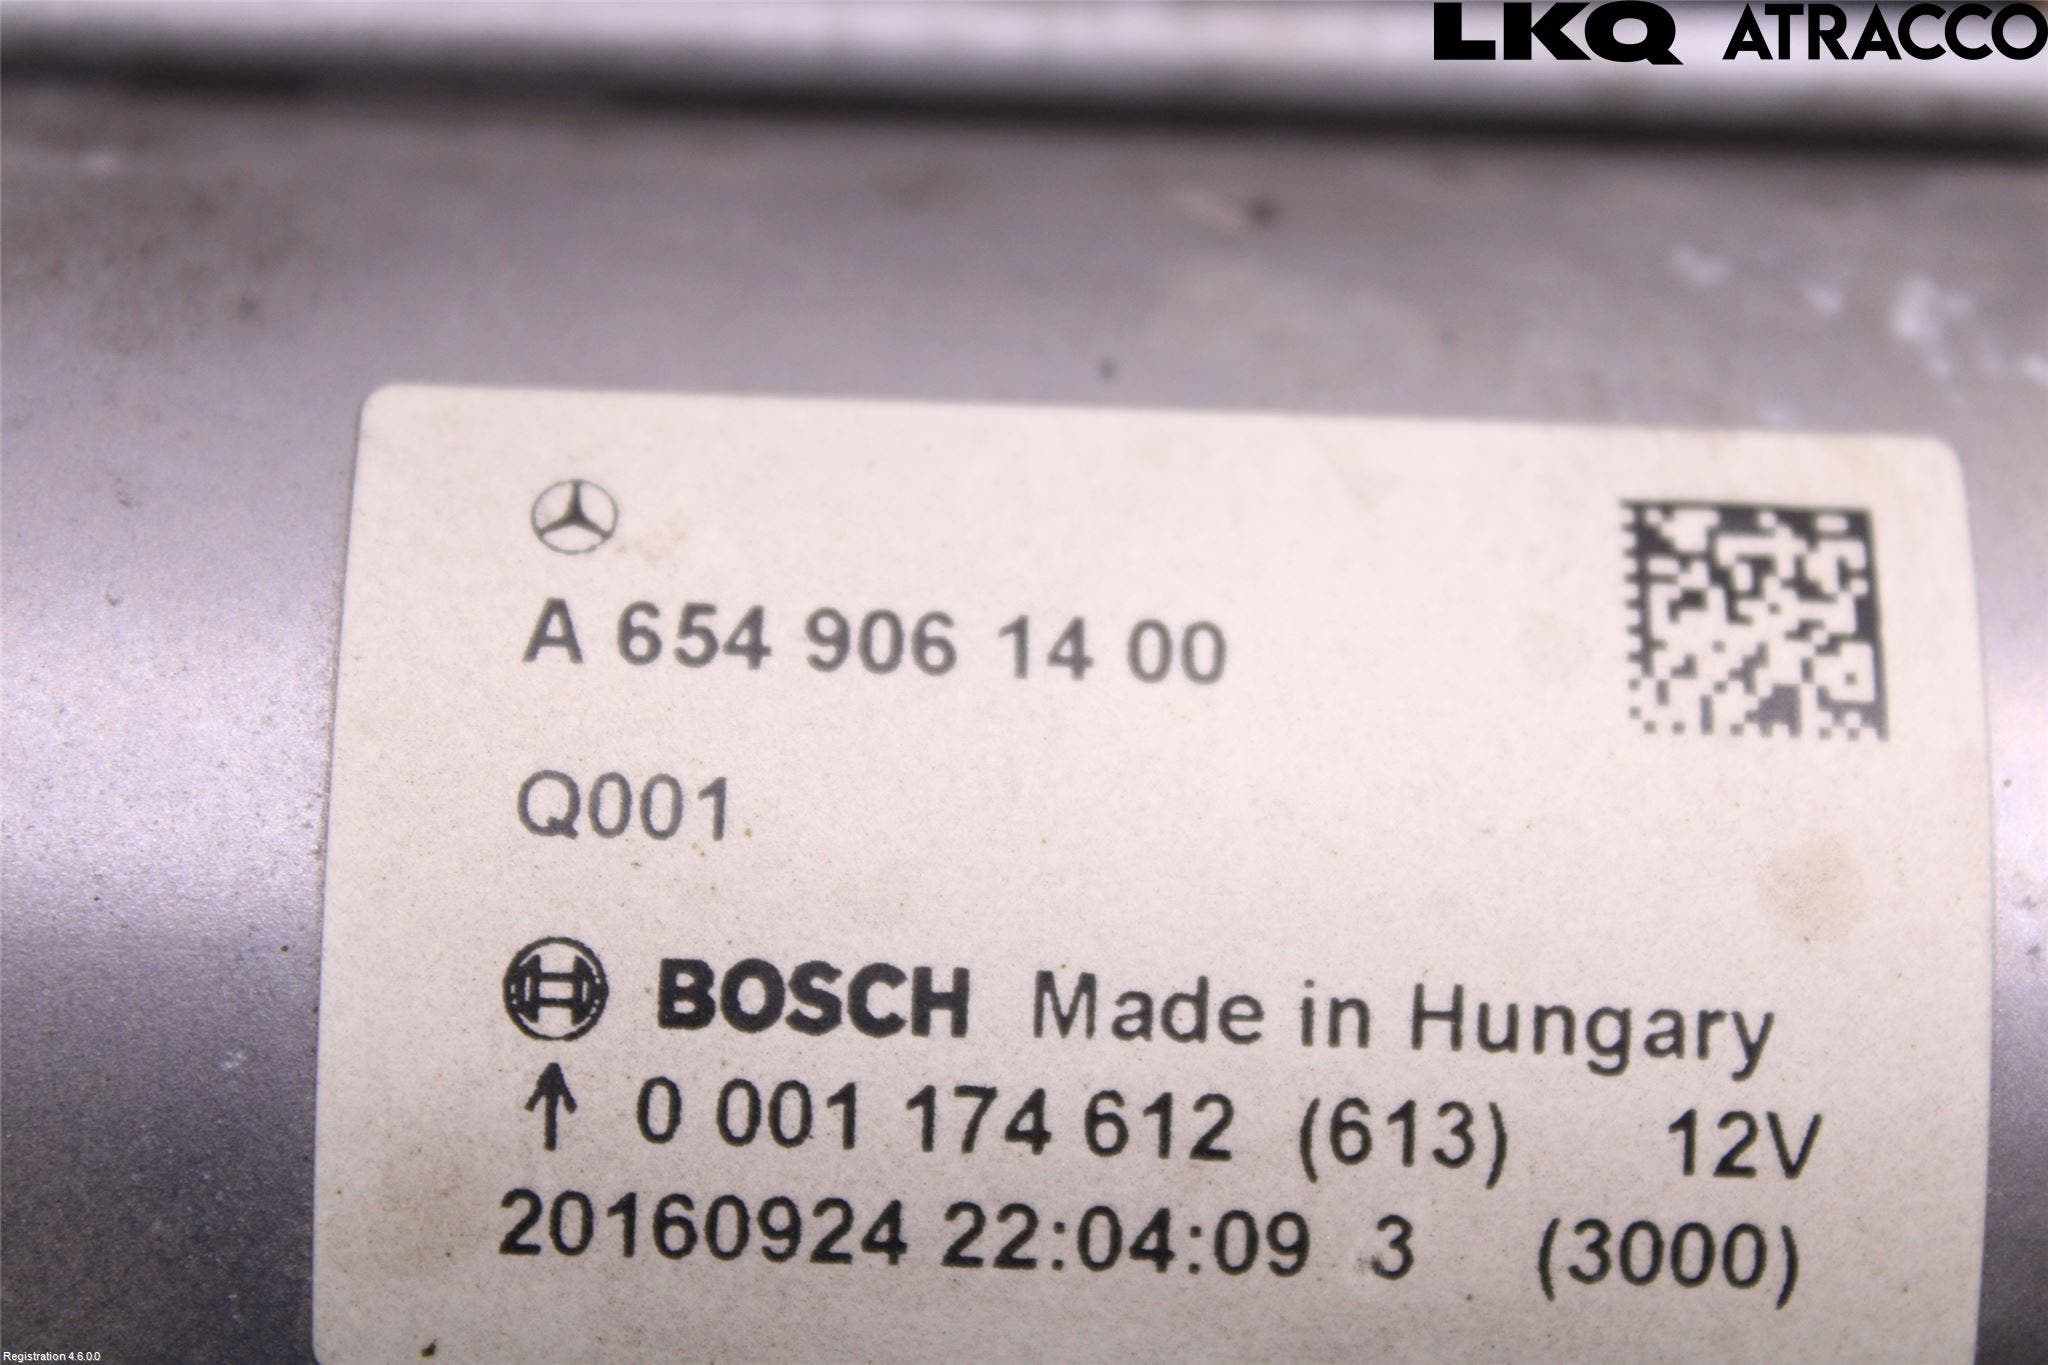 LKQ ATRACCO
A 654 906 14 00
Q001
BOSCH Made in Hungary
↑ 0 001 174 612 (613) 12V
20160924 22:04:09 3 (3000)
Registration 4.6.0.0